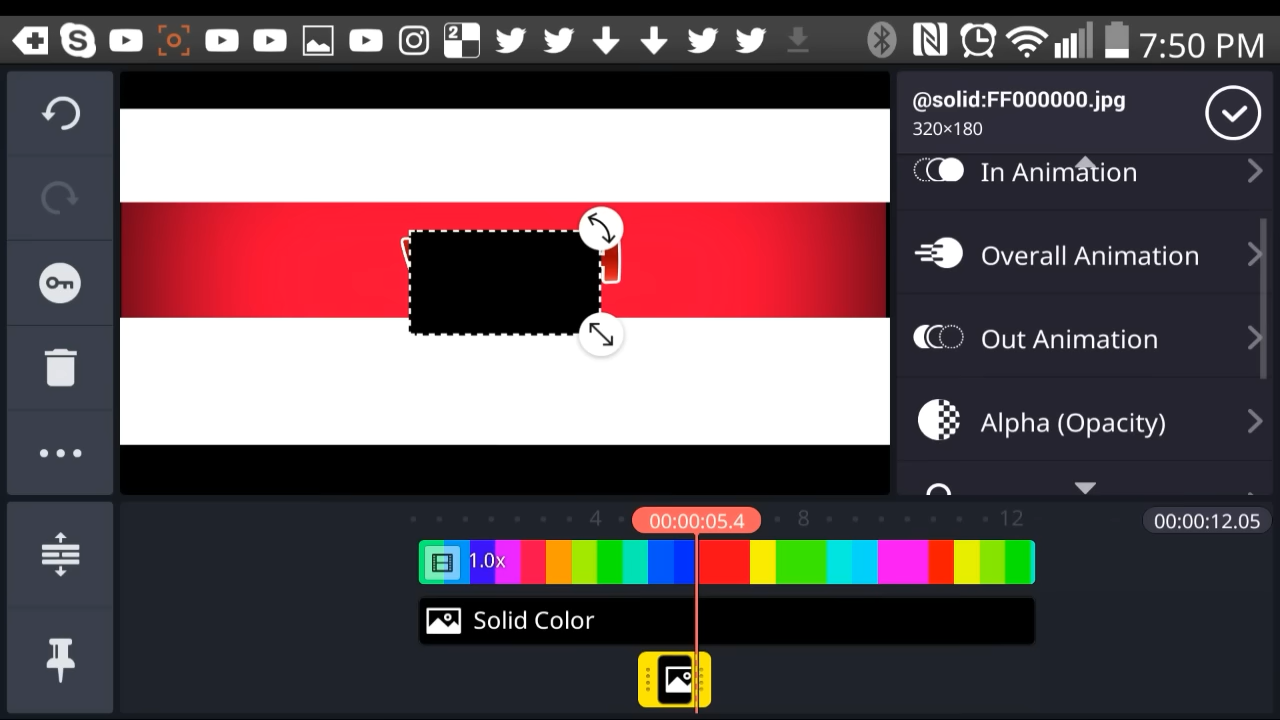 2
7:50 PM
@solid:FF000000.jpg
320×180
In Animation
Overall Animation
Out Animation
Alpha (Opacity)
4
00:00:05.4
8
12
00:00:12.05
1.0x
Solid Color